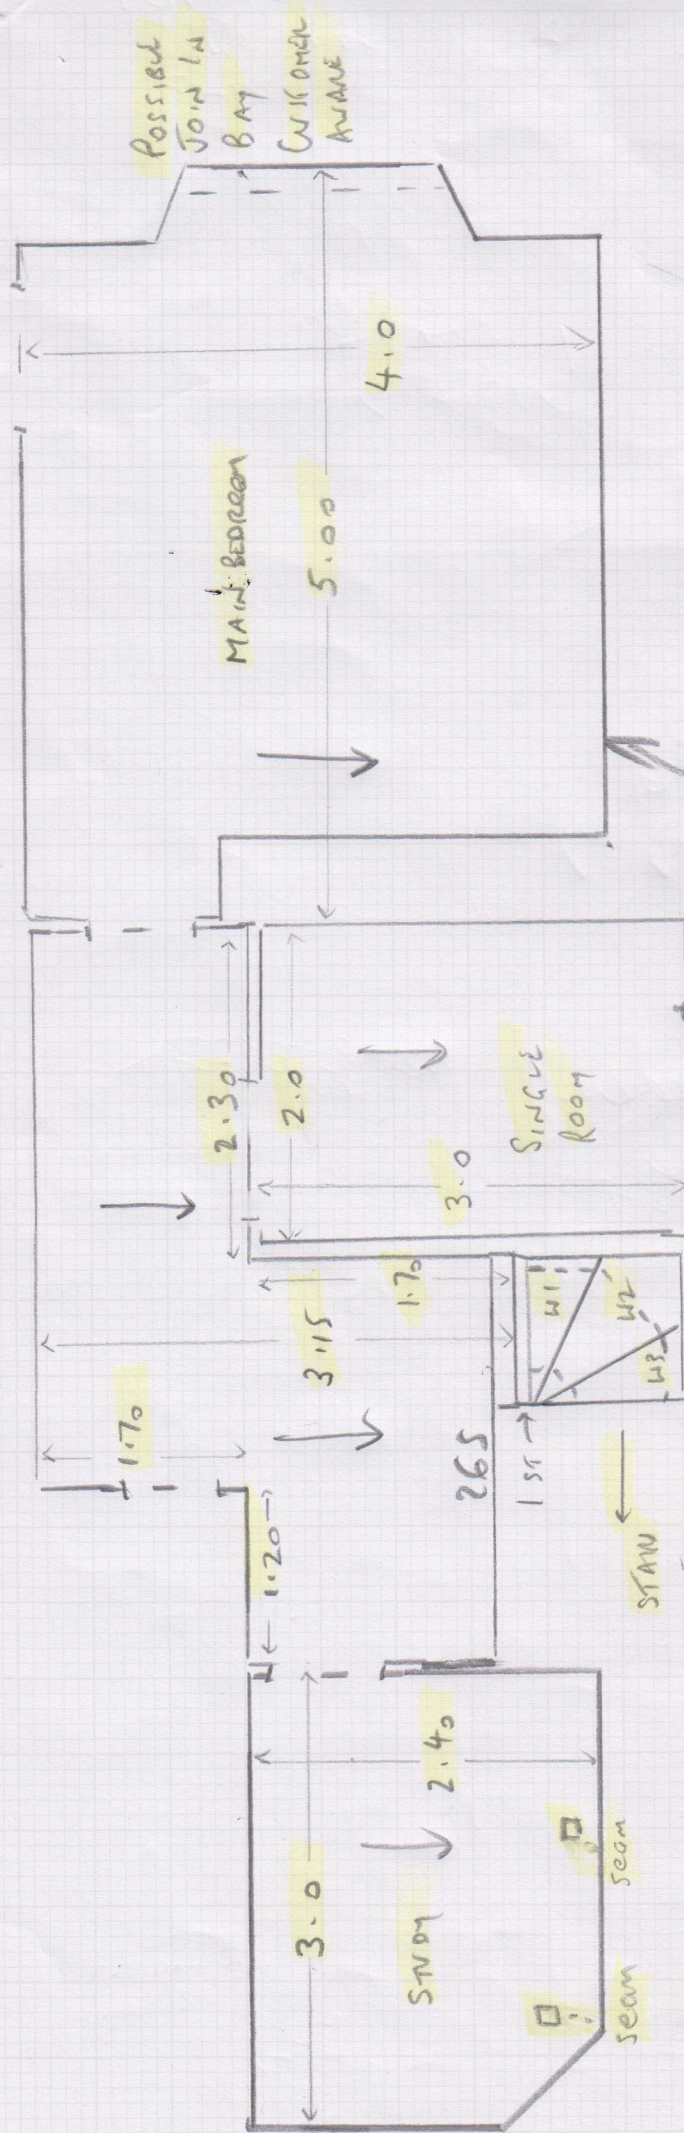 POSSIBLE
JOIN IN
BAY
CUSTOMER
AWARE
4.0
MAIN BEDROOM
5.00
2.30
2.0
SINGLE
ROOM
3.0
1.70
3.15
1.70
W1
W2
W3
265
1ST
1.20
STAIR
2.40
3.0
STUDY
seam
seam